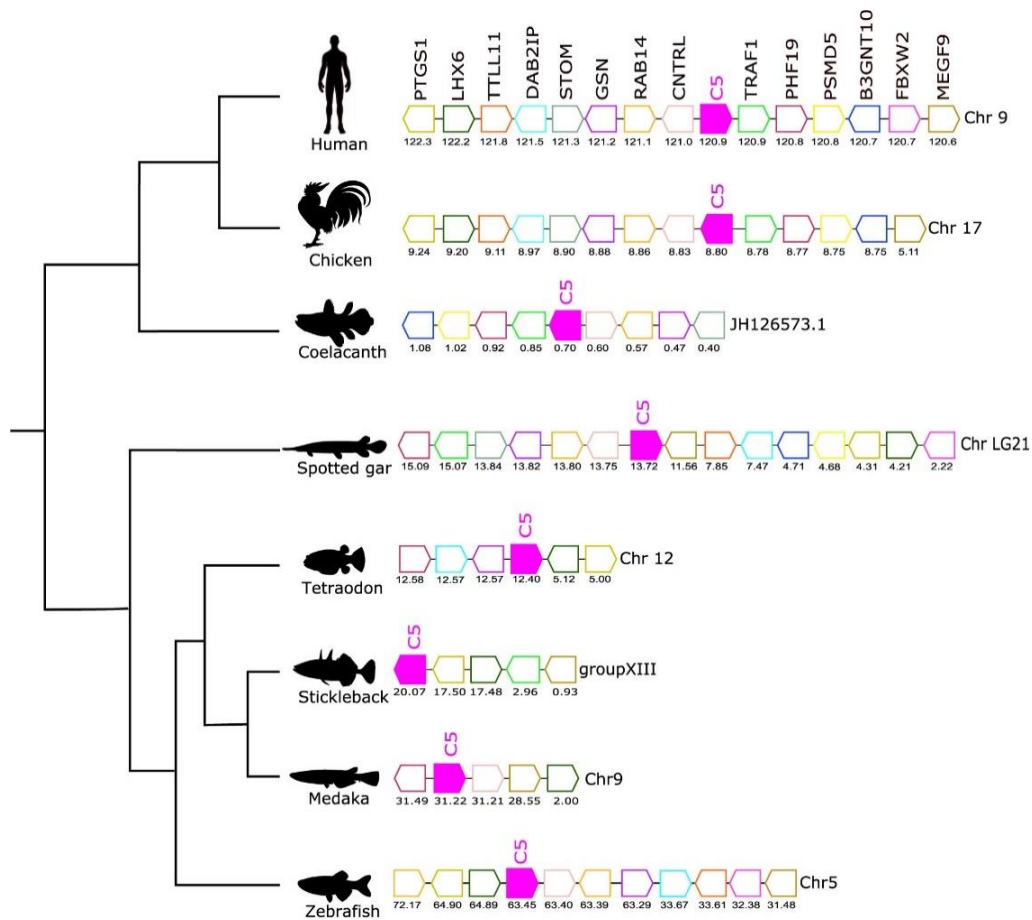 PTGS1 LHX6 TTLL11 DAB2IP STOM GSN RAB14 CNTRL C5 TRAF1 PHF19 PSMD5 B3GNT10 FBXW2 MEGF9
Chr 9
122.3 122.2 121.8 121.5 121.3 121.2 121.1 121.0 120.9 120.9 120.8 120.8 120.7 120.7 120.6
Human
C5
Chr 17
9.24 9.20 9.11 8.97 8.90 8.88 8.86 8.83 8.80 8.78 8.77 8.75 8.75 5.11
Chicken
C5
JH126573.1
1.08 1.02 0.92 0.85 0.70 0.60 0.57 0.47 0.40
Coelacanth
C5
Chr LG21
15.09 15.07 13.84 13.82 13.80 13.75 13.72 11.56 7.85 7.47 4.71 4.68 4.31 4.21 2.22
Spotted gar
C5
Chr 12
12.58 12.57 12.57 12.40 5.12 5.00
Tetraodon
C5
groupXIII
20.07 17.50 17.48 2.96 0.93
Stickleback
C5
Chr9
31.49 31.22 31.21 28.55 2.00
Medaka
C5
Chr5
72.17 64.90 64.89 63.45 63.40 63.39 63.29 33.67 33.61 32.38 31.48
Zebrafish